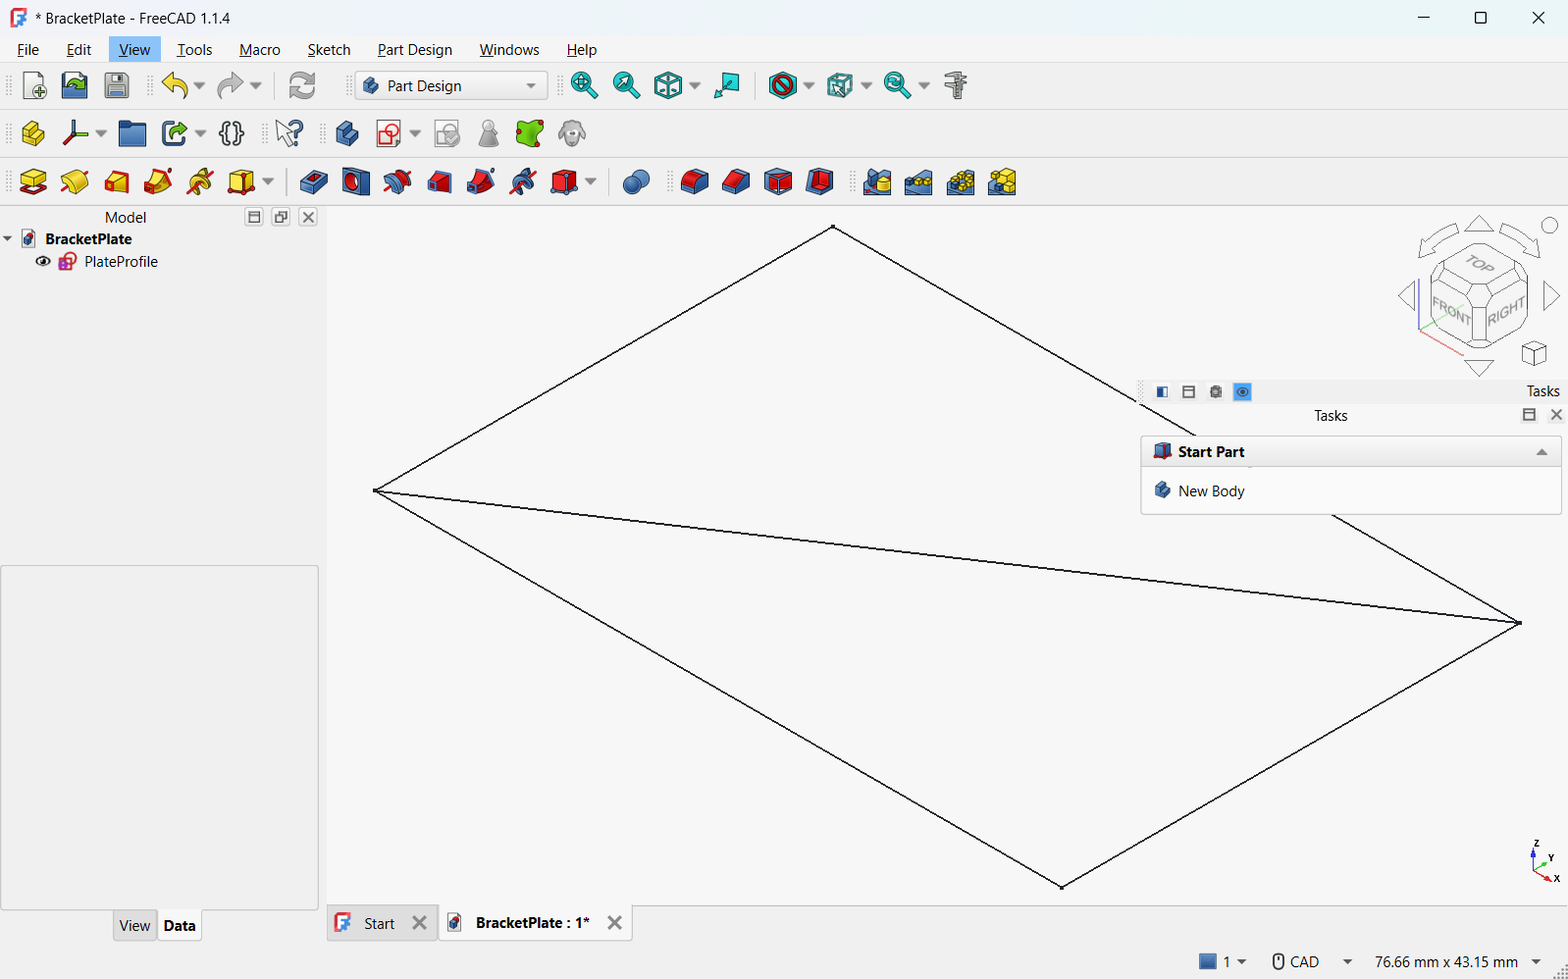 * BracketPlate - FreeCAD 1.1.4
File Edit View Tools Macro Sketch Part Design Windows Help
Part Design
Model
BracketPlate
PlateProfile
TOP
FRONT RIGHT
Tasks
Tasks
Start Part
New Body
Z
Y
X
View Data
Start BracketPlate : 1*
1 CAD 76.66 mm x 43.15 mm